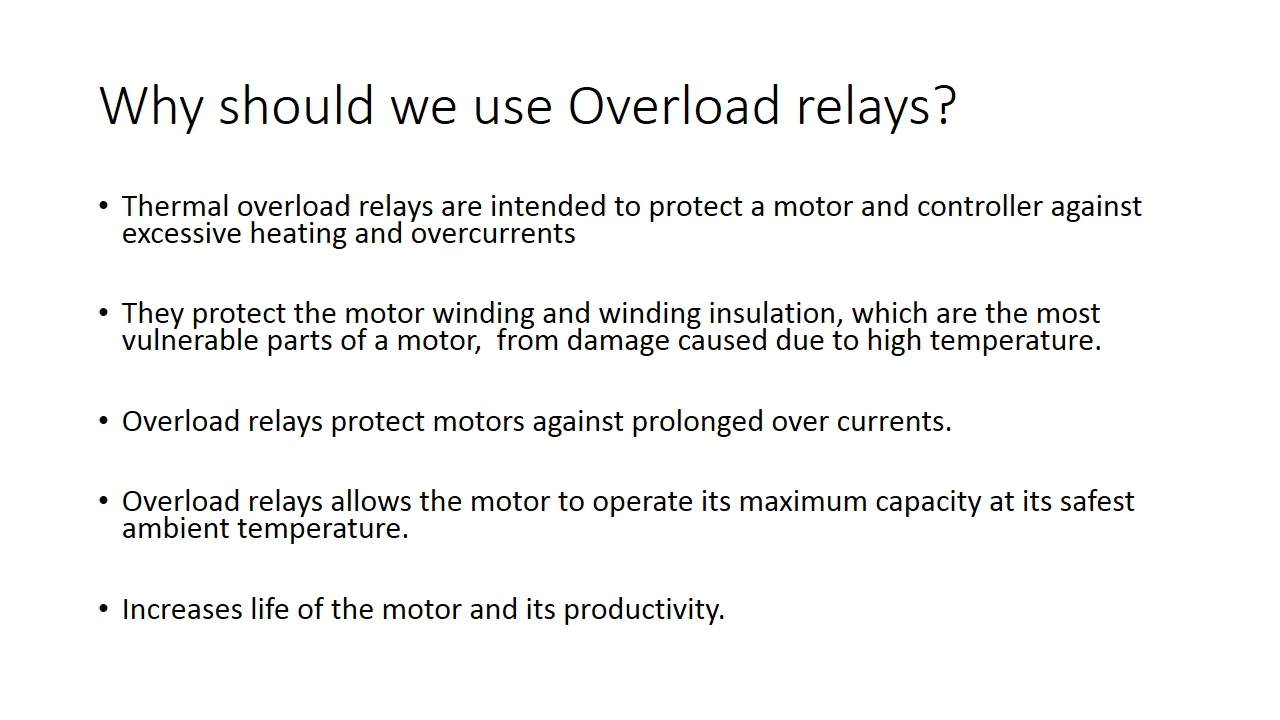 Why should we use Overload relays?
• Thermal overload relays are intended to protect a motor and controller against
excessive heating and overcurrents
• They protect the motor winding and winding insulation, which are the most
vulnerable parts of a motor,  from damage caused due to high temperature.
• Overload relays protect motors against prolonged over currents.
• Overload relays allows the motor to operate its maximum capacity at its safest
ambient temperature.
• Increases life of the motor and its productivity.